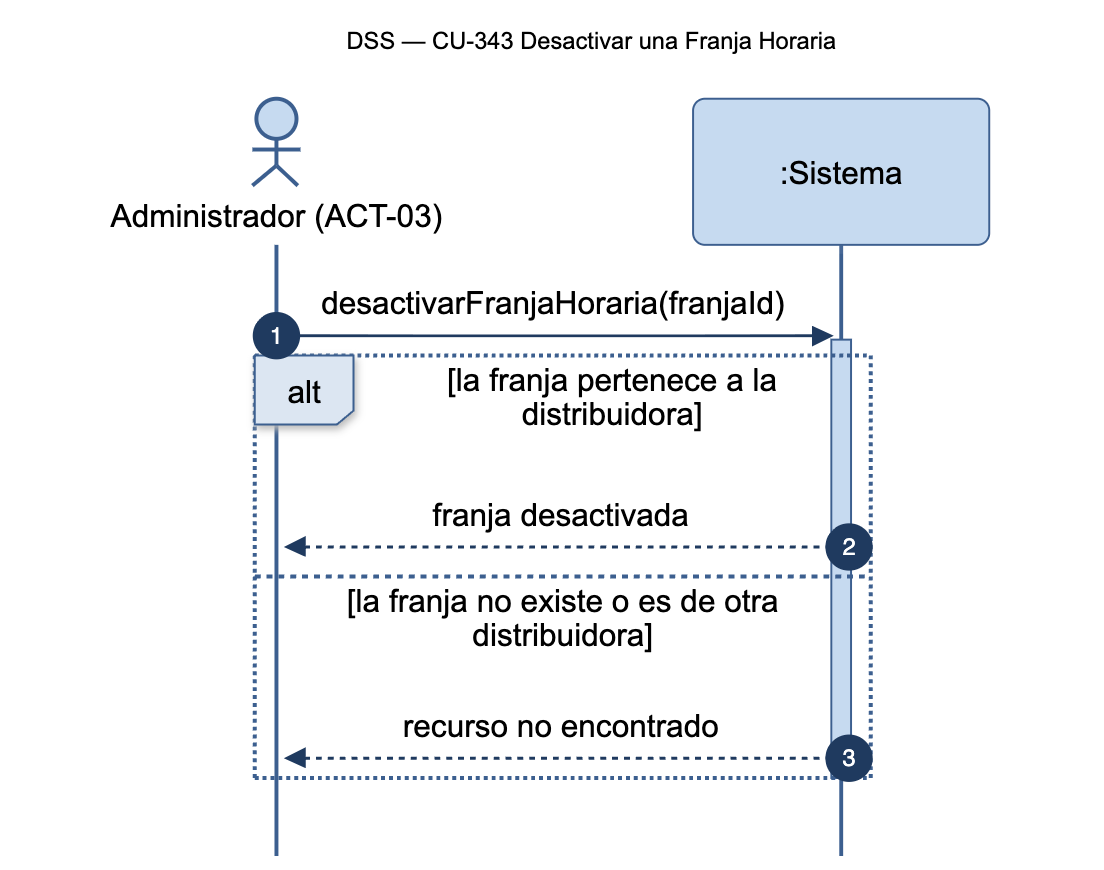 DSS — CU-343 Desactivar una Franja Horaria
Administrador (ACT-03)
:Sistema
desactivarFranjaHoraria(franjaId)
1
alt
[la franja pertenece a la
distribuidora]
franja desactivada
2
[la franja no existe o es de otra
distribuidora]
recurso no encontrado
3